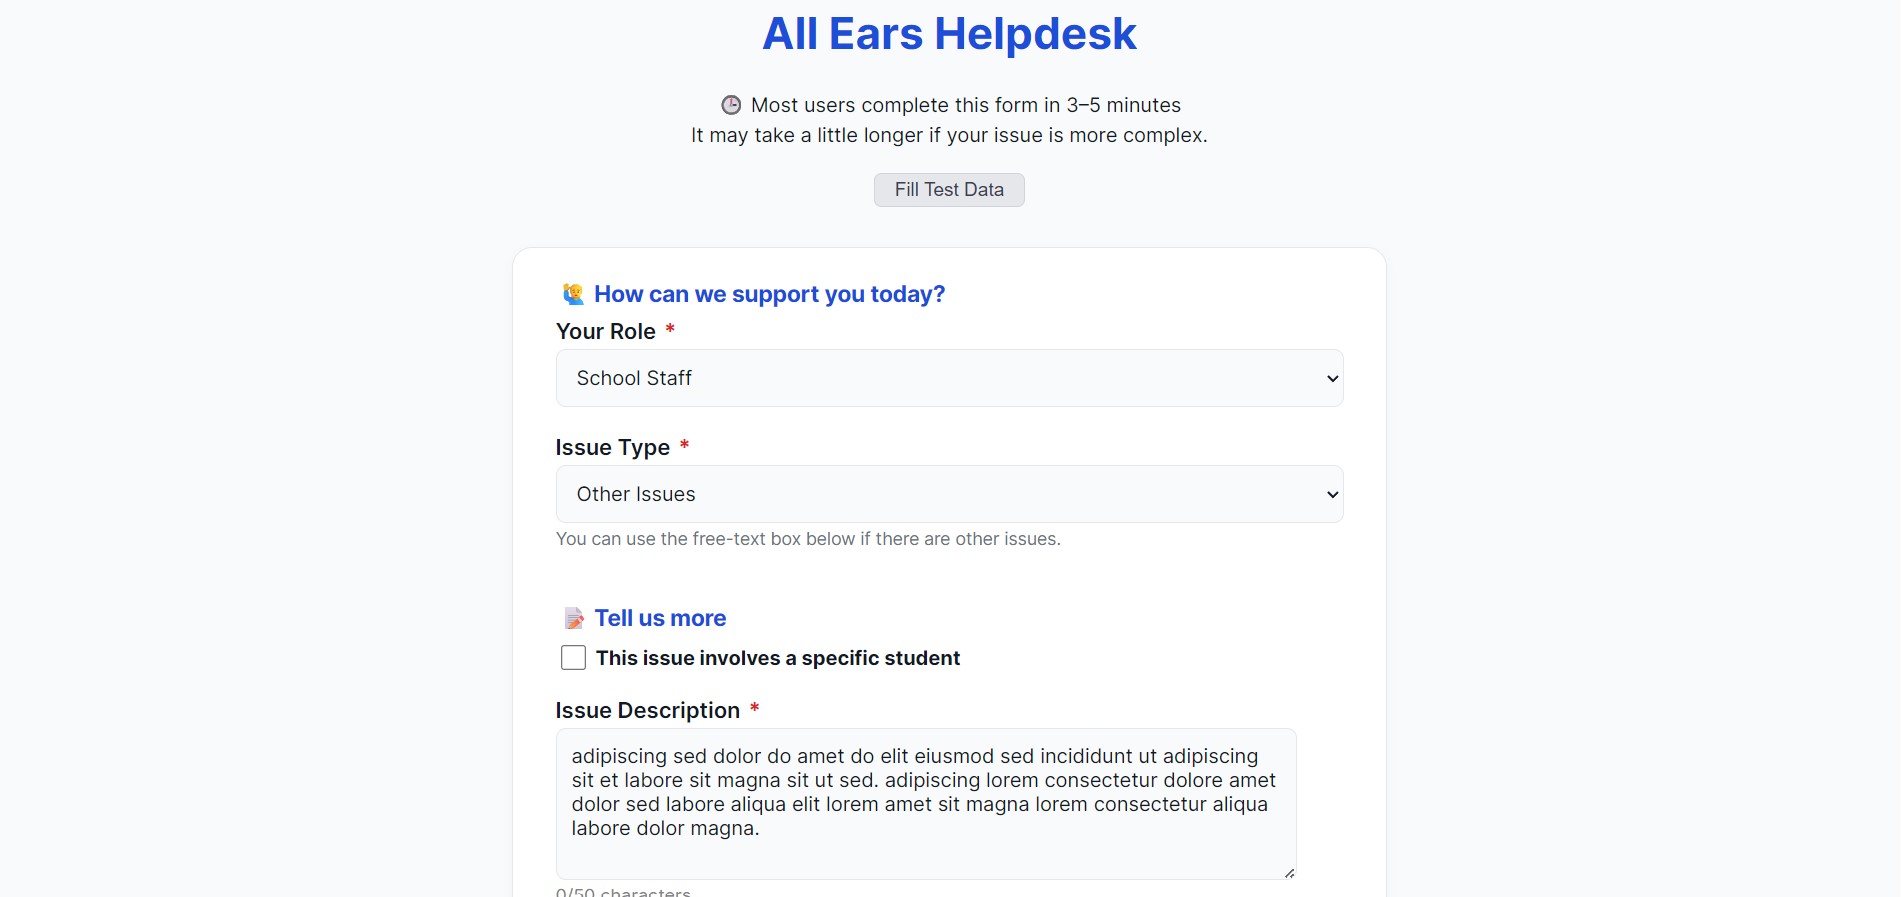 All Ears Helpdesk
Most users complete this form in 3–5 minutes
It may take a little longer if your issue is more complex.
Fill Test Data
How can we support you today?
Your Role *
School Staff
Issue Type *
Other Issues
You can use the free-text box below if there are other issues.
Tell us more
This issue involves a specific student
Issue Description *
adipiscing sed dolor do amet do elit eiusmod sed incididunt ut adipiscing
sit et labore sit magna sit ut sed. adipiscing lorem consectetur dolore amet
dolor sed labore aliqua elit lorem amet sit magna lorem consectetur aliqua
labore dolor magna.
0/50 characters